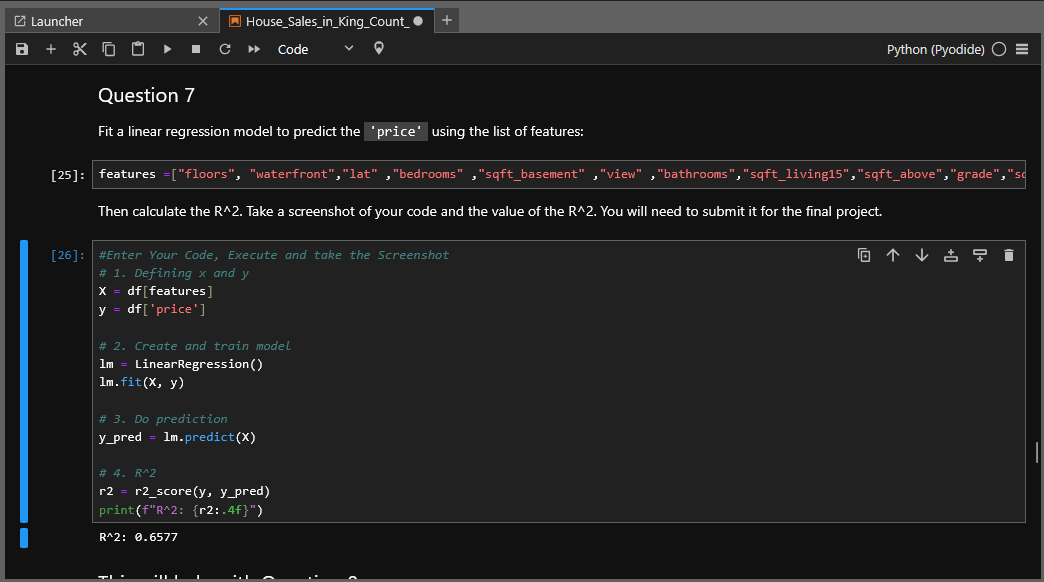 Launcher
House_Sales_in_King_Count_
Code
Python (Pyodide)
Question 7
Fit a linear regression model to predict the 'price' using the list of features:
[25]:
features =["floors", "waterfront","lat" ,"bedrooms" ,"sqft_basement" ,"view" ,"bathrooms","sqft_living15","sqft_above","grade","sc
Then calculate the R^2. Take a screenshot of your code and the value of the R^2. You will need to submit it for the final project.
[26]:
#Enter Your Code, Execute and take the Screenshot
# 1. Defining x and y
X = df[features]
y = df['price']
# 2. Create and train model
lm = LinearRegression()
lm.fit(X, y)
# 3. Do prediction
y_pred = lm.predict(X)
# 4. R^2
r2 = r2_score(y, y_pred)
print(f"R^2: {r2:.4f}")
R^2: 0.6577